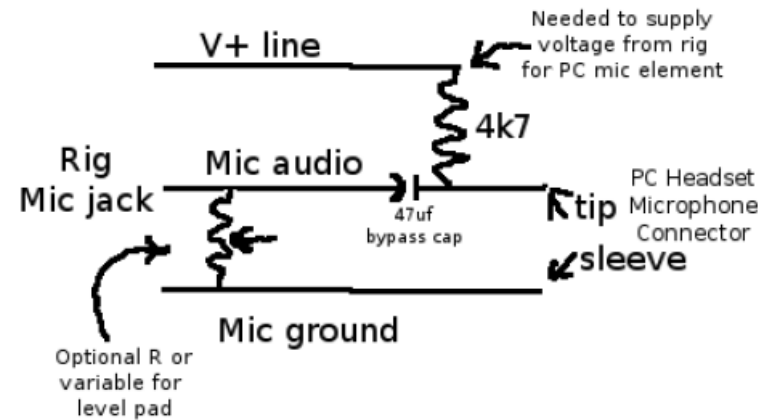 Needed to supply
voltage from rig
for PC mic element
V+ line
4k7
Rig
Mic jack
Mic audio
47uf
bypass cap
tip
PC Headset
Microphone
Connector
sleeve
Mic ground
Optional R or
variable for
level pad